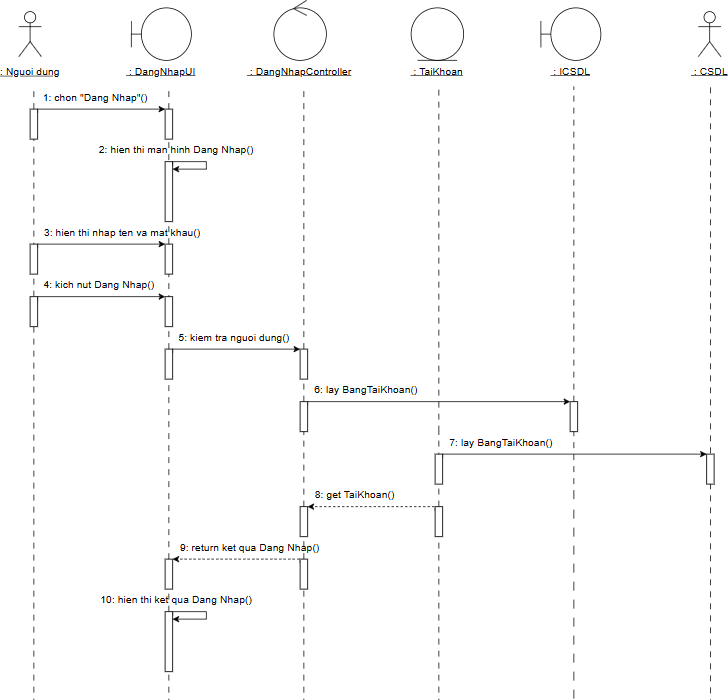 : Nguoi dung
: DangNhapUI
: DangNhapController
: TaiKhoan
: ICSDL
: CSDL
1: chon "Dang Nhap"()
2: hien thi man hinh Dang Nhap()
3: hien thi nhap ten va mat khau()
4: kich nut Dang Nhap()
5: kiem tra nguoi dung()
6: lay BangTaiKhoan()
7: lay BangTaiKhoan()
8: get TaiKhoan()
9: return ket qua Dang Nhap()
10: hien thi ket qua Dang Nhap()